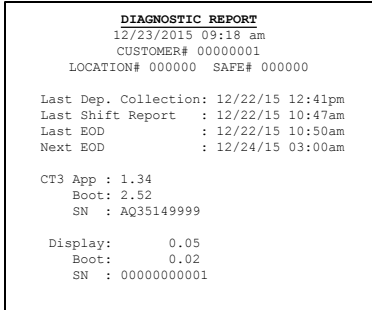 DIAGNOSTIC REPORT
12/23/2015 09:18 am
CUSTOMER# 00000001
LOCATION# 000000 SAFE# 000000
Last Dep. Collection: 12/22/15 12:41pm
Last Shift Report : 12/22/15 10:47am
Last EOD : 12/22/15 10:50am
Next EOD : 12/24/15 03:00am
CT3 App : 1.34
Boot: 2.52
SN : AQ35149999
Display: 0.05
Boot: 0.02
SN : 00000000001